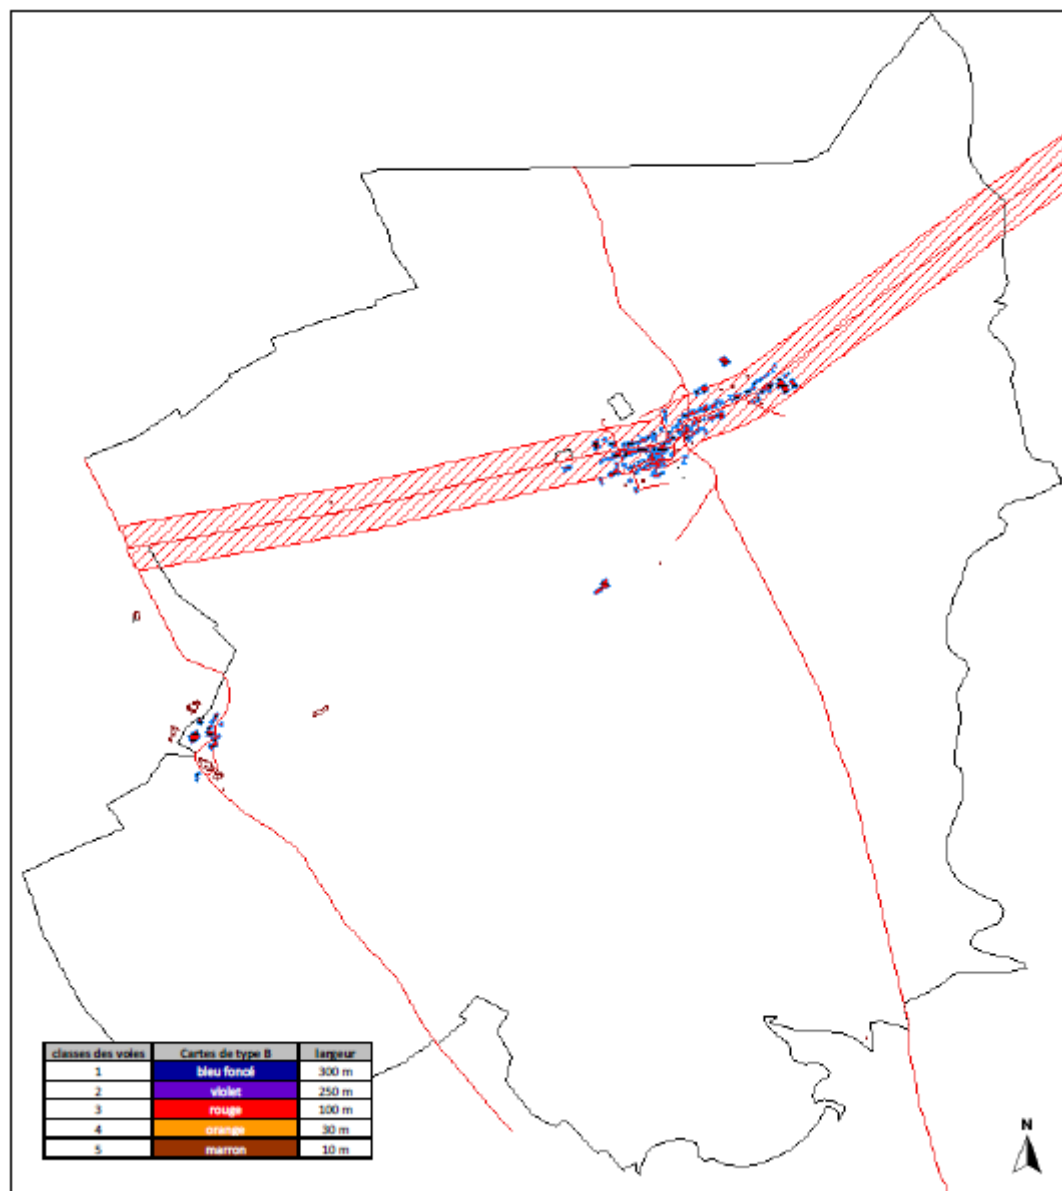 classes des voies Cartes de type B largeur
1 bleu foncé 300 m
2 violet 250 m
3 rouge 100 m
4 orange 30 m
5 marron 10 m
N